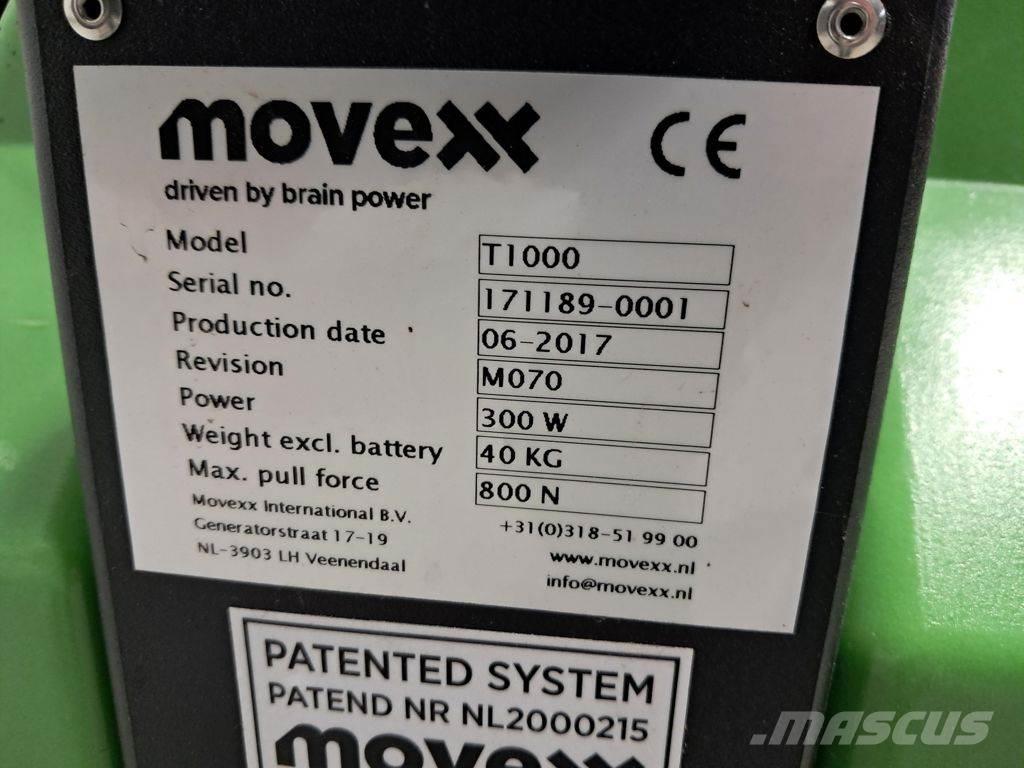 movexx CE
driven by brain power
Model T1000
Serial no. 171189-0001
Production date 06-2017
Revision M070
Power 300 W
Weight excl. battery 40 KG
Max. pull force 800 N
Movexx International B.V. +31(0)318-51 99 00
Generatorstraat 17-19 www.movexx.nl
NL-3903 LH Veenendaal info@movexx.nl
PATENTED SYSTEM
PATEND NR NL2000215
movexx
MASCUS